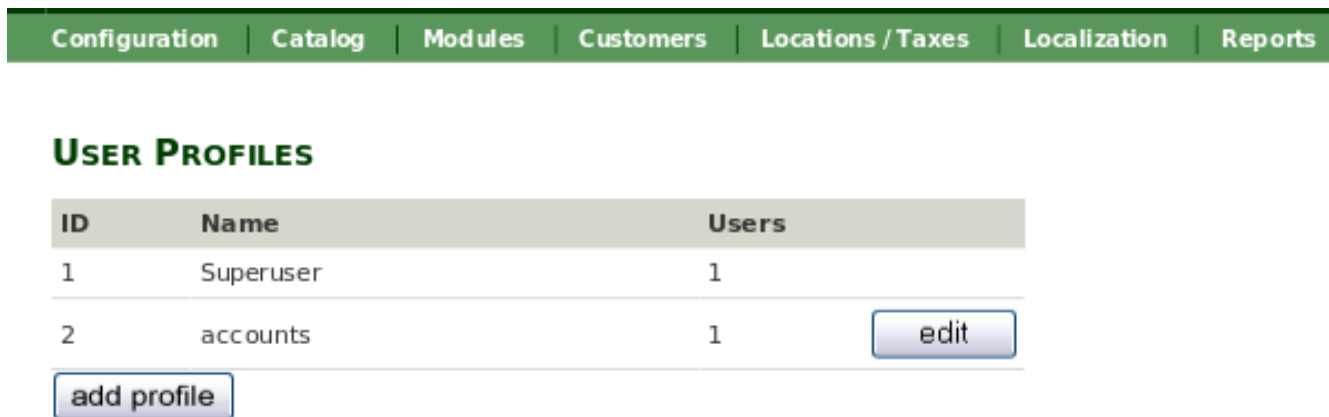 Configuration | Catalog | Modules | Customers | Locations / Taxes | Localization | Reports
USER PROFILES
ID Name Users
1 Superuser 1
2 accounts 1 edit
add profile